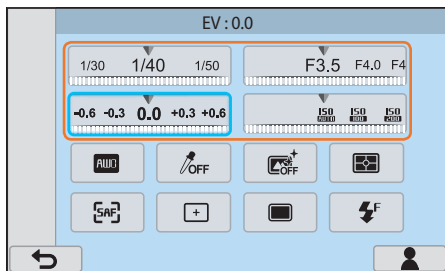 EV : 0.0
1/30 1/40 1/50
F3.5 F4.0 F4
-0.6 -0.3 0.0 +0.3 +0.6
ISO AUTO ISO 100 ISO 200
AWB OFF OFF
SAF F